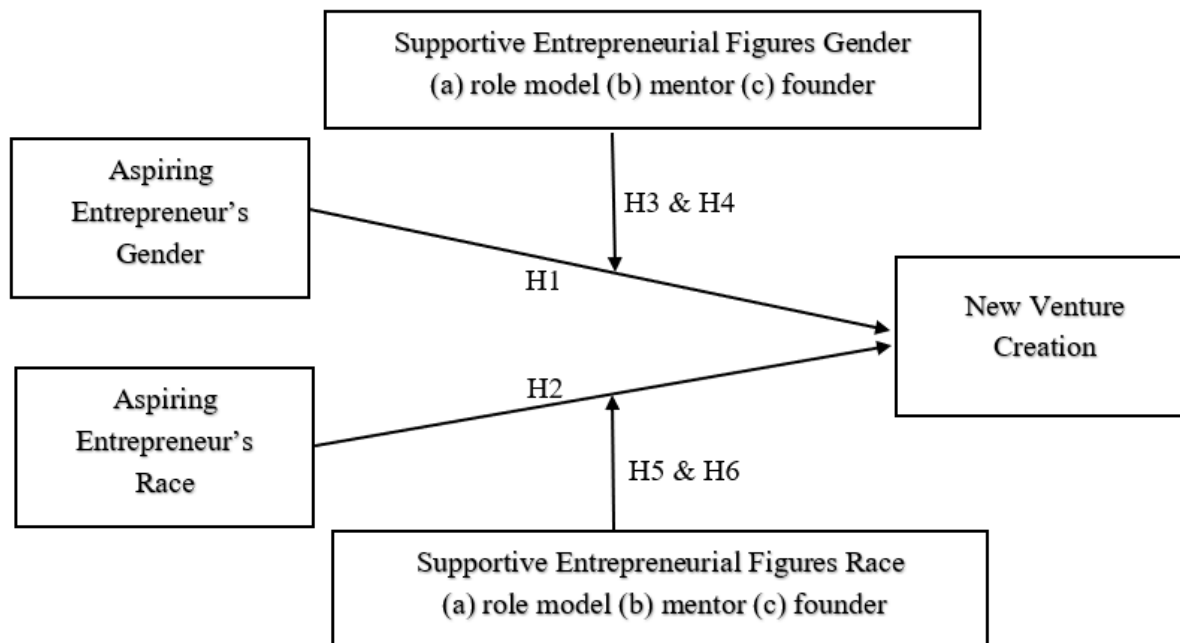 Supportive Entrepreneurial Figures Gender
(a) role model (b) mentor (c) founder
Aspiring
Entrepreneur’s
Gender
H3 & H4
H1
New Venture
Creation
H2
Aspiring
Entrepreneur’s
Race
H5 & H6
Supportive Entrepreneurial Figures Race
(a) role model (b) mentor (c) founder